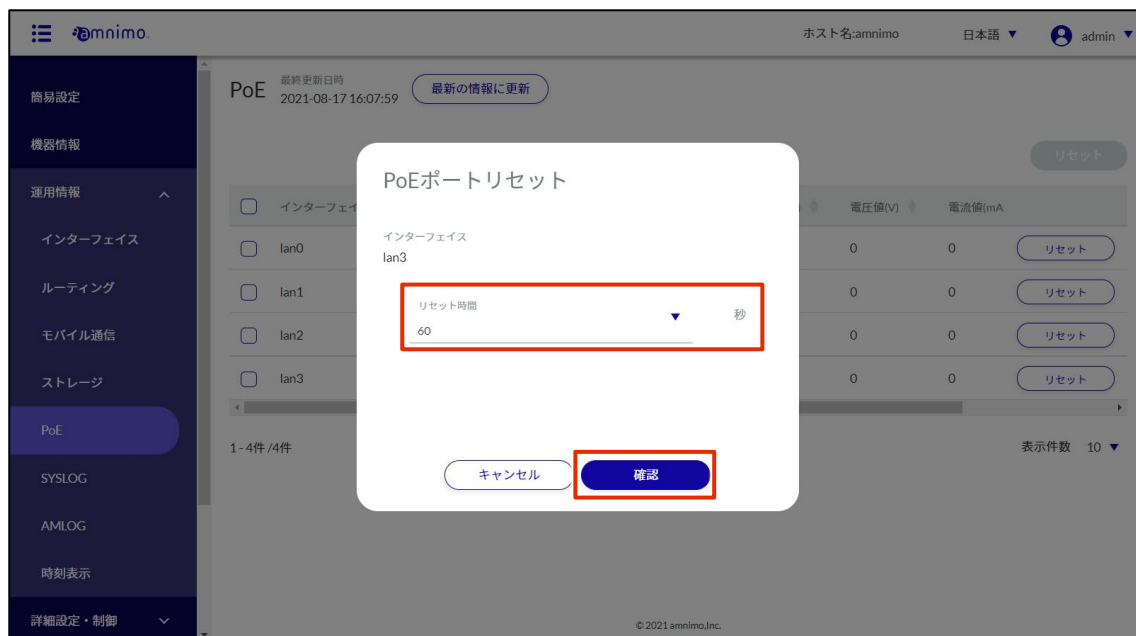 amnimo.
ホスト名:amnimo
日本語 ▼
admin ▼
簡易設定
機器情報
運用情報
インターフェイス
ルーティング
モバイル通信
ストレージ
PoE
SYSLOG
AMLOG
時刻表示
詳細設定・制御
PoE
最終更新日時
2021-08-17 16:07:59
最新の情報に更新
リセット
電圧値(V)
電流値(mA
lan0 0 0 リセット
lan1 0 0 リセット
lan2 0 0 リセット
lan3 0 0 リセット
1 - 4件 /4件
表示件数 10 ▼
PoEポートリセット
インターフェイス
lan3
リセット時間
60 ▼ 秒
キャンセル 確認
© 2021 amnimo,Inc.